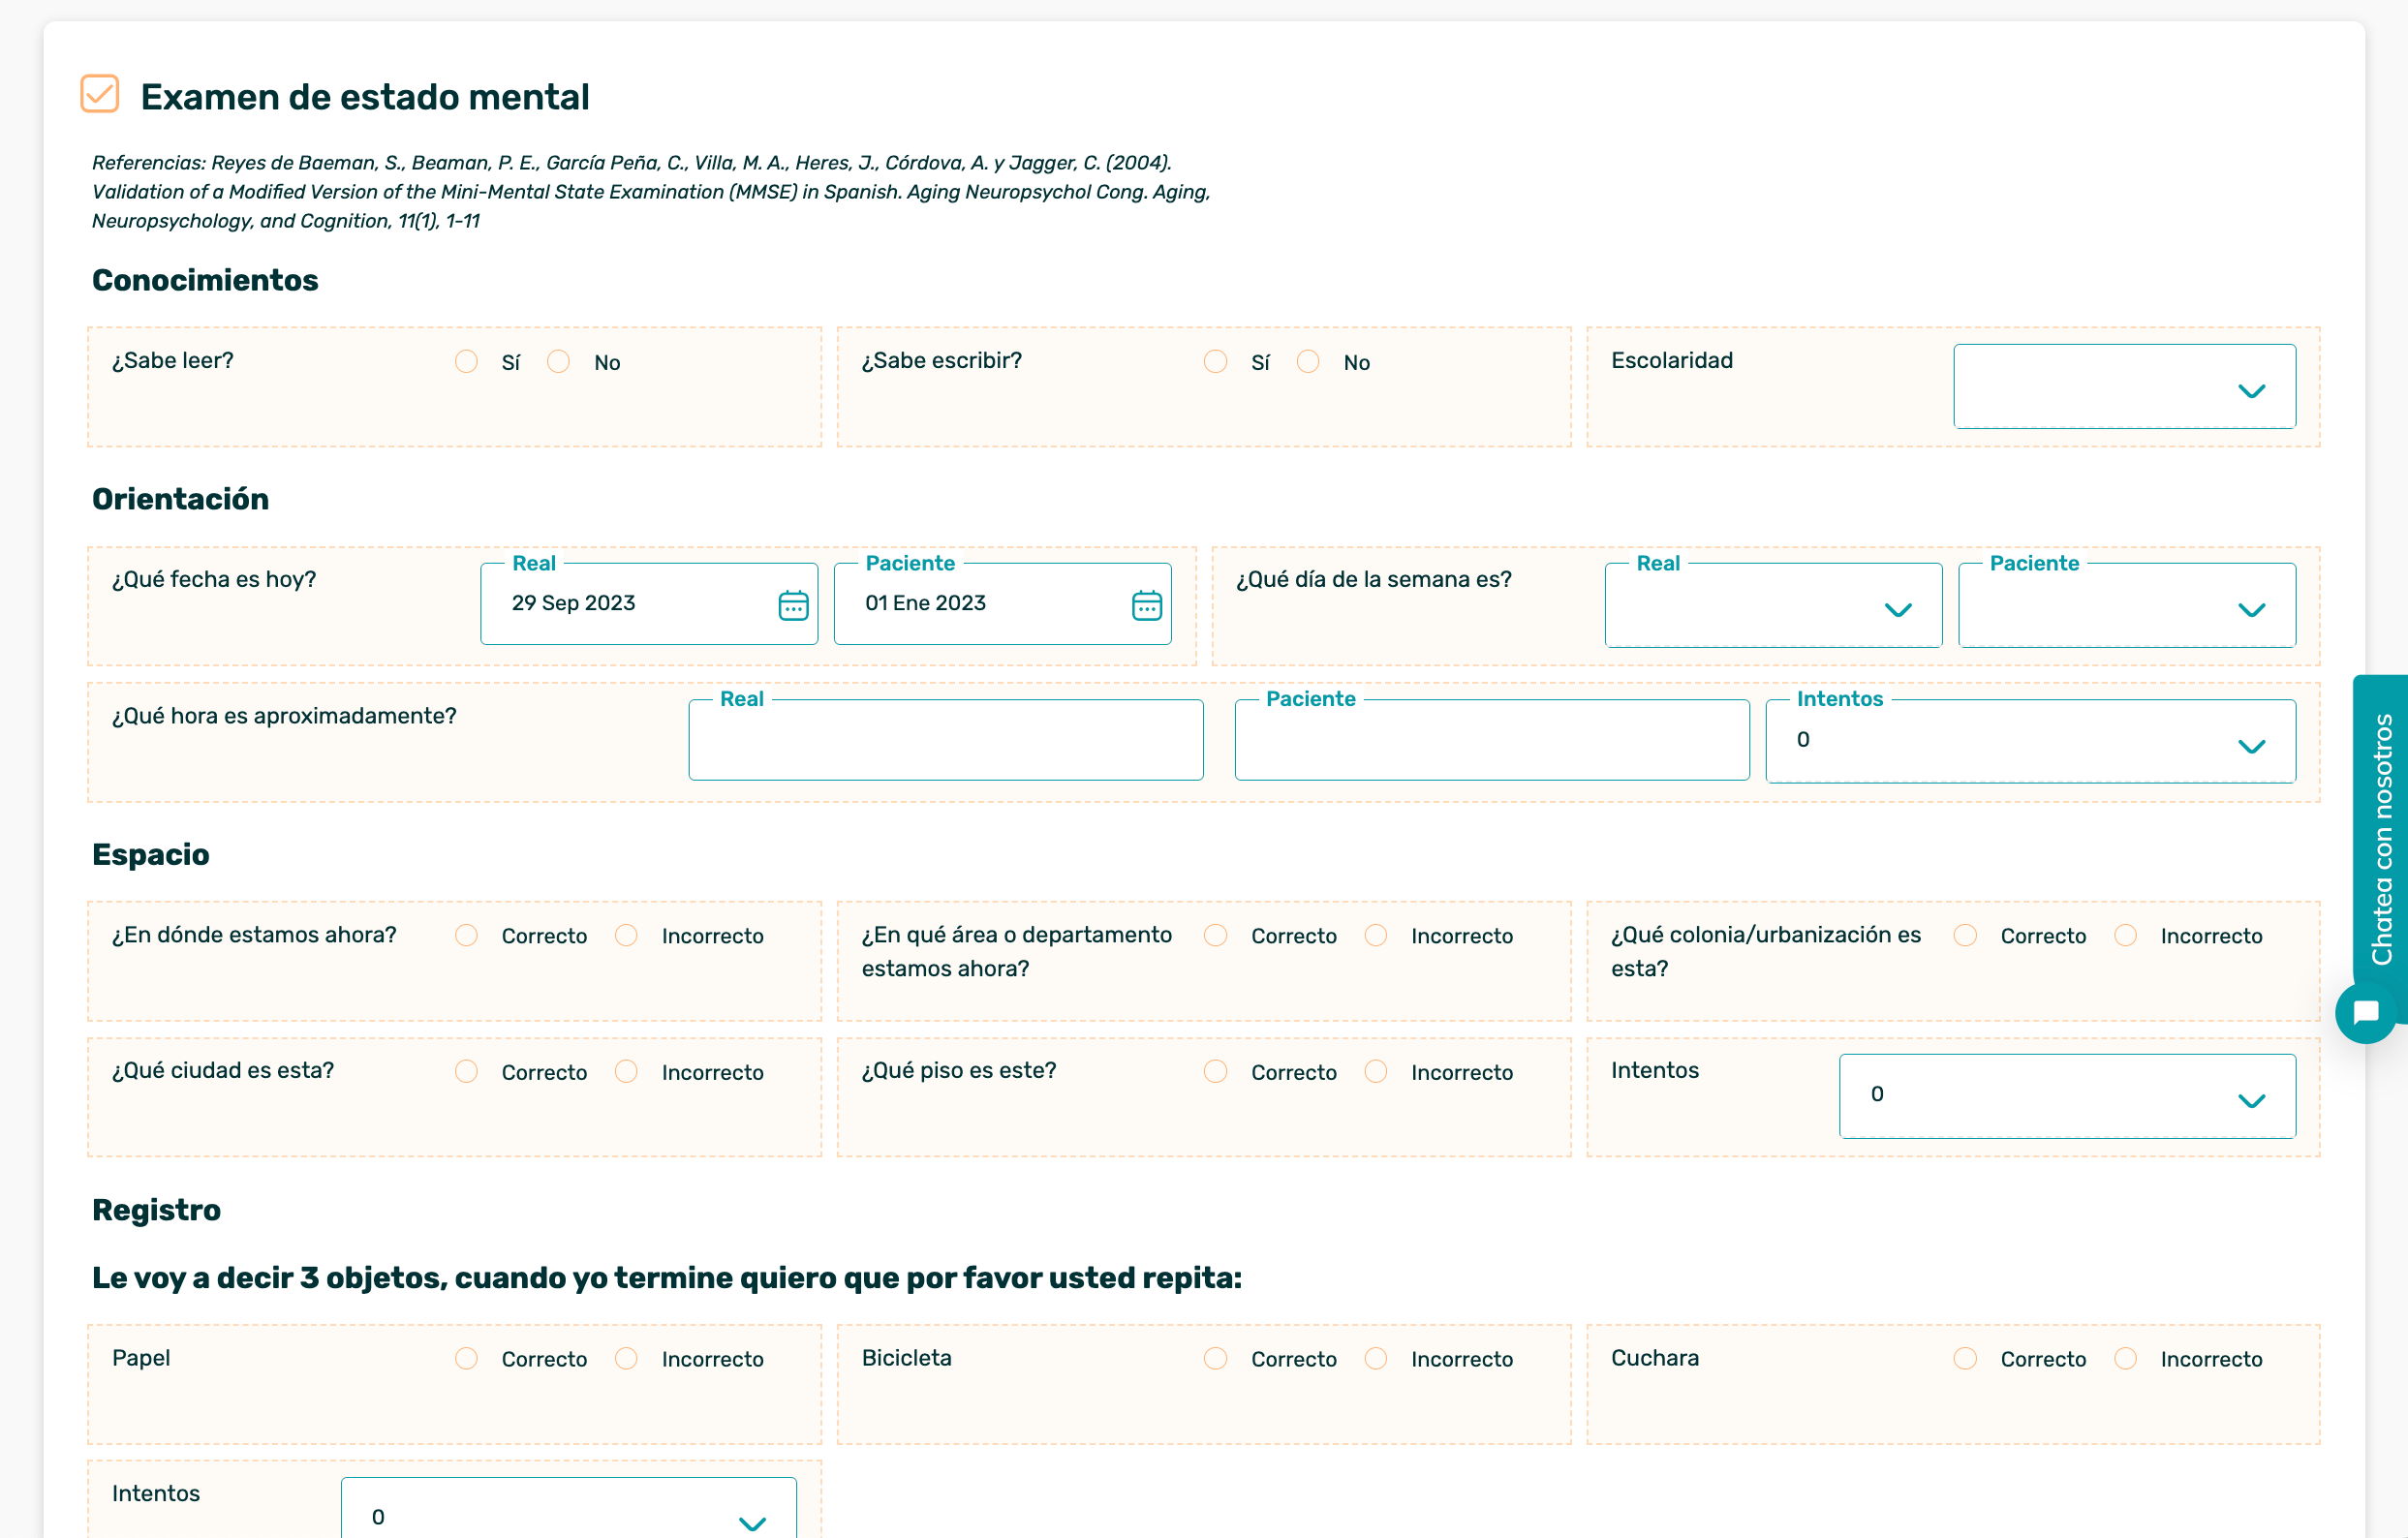 Examen de estado mental
Referencias: Reyes de Baeman, S., Beaman, P. E., García Peña, C., Villa, M. A., Heres, J., Córdova, A. y Jagger, C. (2004).
Validation of a Modified Version of the Mini-Mental State Examination (MMSE) in Spanish. Aging Neuropsychol Cong. Aging,
Neuropsychology, and Cognition, 11(1), 1-11
Conocimientos
¿Sabe leer? Sí No
¿Sabe escribir? Sí No
Escolaridad
Orientación
¿Qué fecha es hoy?
Real
29 Sep 2023
Paciente
01 Ene 2023
¿Qué día de la semana es?
Real
Paciente
¿Qué hora es aproximadamente?
Real
Paciente
Intentos
0
Espacio
¿En dónde estamos ahora? Correcto Incorrecto
¿En qué área o departamento
estamos ahora?
Correcto Incorrecto
¿Qué colonia/urbanización es
esta?
Correcto Incorrecto
¿Qué ciudad es esta? Correcto Incorrecto
¿Qué piso es este? Correcto Incorrecto
Intentos
0
Registro
Le voy a decir 3 objetos, cuando yo termine quiero que por favor usted repita:
Papel Correcto Incorrecto
Bicicleta Correcto Incorrecto
Cuchara Correcto Incorrecto
Intentos
0
Chatea con nosotros